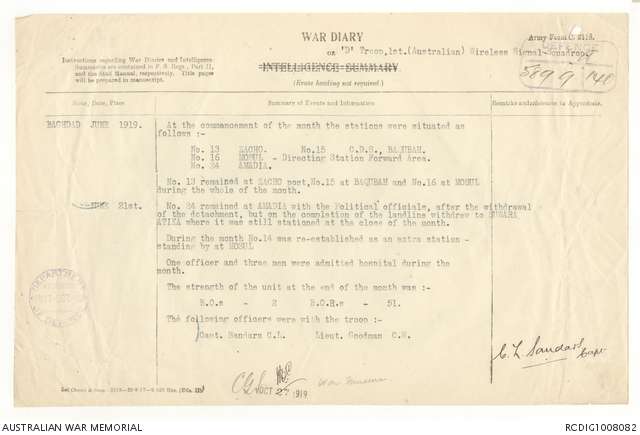 WAR DIARY
Army Form C. 2118.
or 'D' Troop,1st.(Australian) Wireless Signal Squadron
Instructions regarding War Diaries and Intelligence
Summaries are contained in F. S. Regs., Part II,
and the Staff Manual, respectively. Title pages
will be prepared in manuscript.
INTELLIGENCE SUMMARY.
(Erase heading not required.)
DEFENCE
Hour, Date, Place
Summary of Events and Information
Remarks and references to Appendices.
BAGHDAD JUNE 1919.
At the commencement of the month the stations were situated as
follows :-
No. 13 ZACHO. No.15 C.D.S., BAQUBAH.
No. 16 MOSUL - Directing Station Forward Area.
No. 24 AMADIA.
No. 13 remained at ZACHO post,No.15 at BAQUBAH and No.16 at MOSUL
during the whole of the month.
JUNE 21st.
No. 24 remained at AMADIA with the Political officials, after the withdrawal
of the detachment, but on the completion of the landline withdrew to SUWARA
ATIKA where it was still stationed at the close of the month.
During the month No.14 was re-established as an extra station -
standing by at MOSUL
One officer and three men were admitted hospital during the
month.
The strength of the unit at the end of the month was :-
B.O.s - 2 B.O.R.s - 51.
The following officers were with the troop :-
Capt. Sandars C.L. Lieut. Goodman C.W.
C L Sandars
Capt
OCT 27 1919
War Museum
AUSTRALIAN WAR MEMORIAL
RCDIG1008082